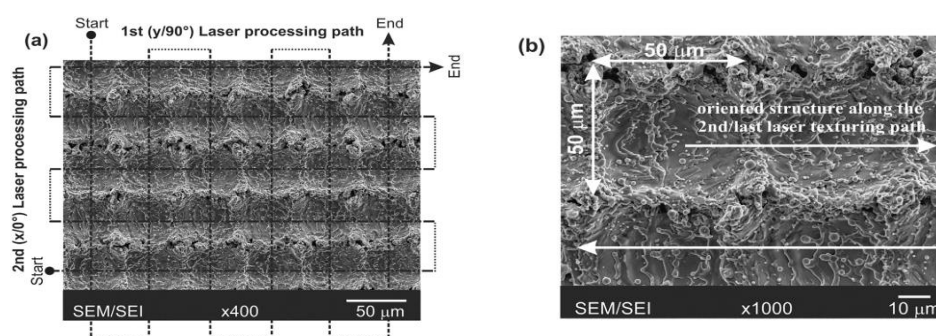 (a)
Start
1st (y/90°) Laser processing path
End
End
2nd (x/0°) Laser processing path
Start
SEM/SEI x400 50 μm
(b)
50 μm
50 μm
oriented structure along the
2nd/last laser texturing path
SEM/SEI x1000 10 μm